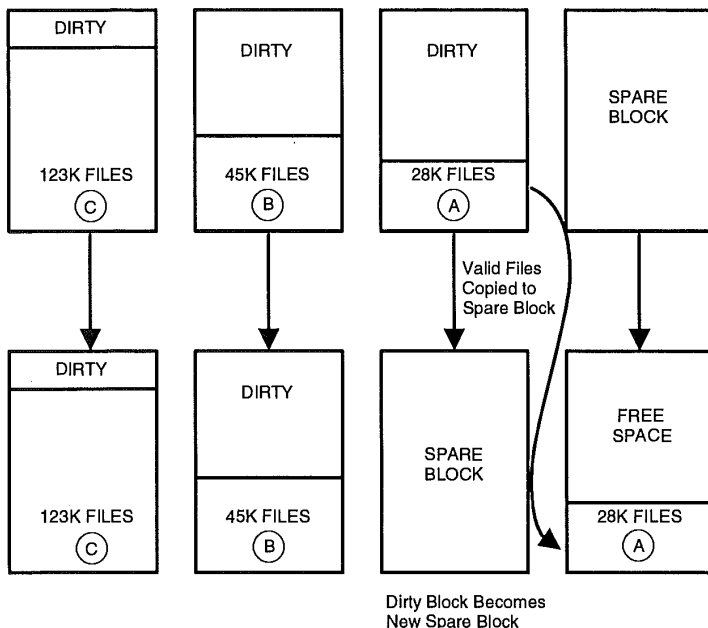 DIRTY
123K FILES
C
DIRTY
45K FILES
B
DIRTY
28K FILES
A
SPARE
BLOCK
Valid Files
Copied to
Spare Block
DIRTY
123K FILES
C
DIRTY
45K FILES
B
SPARE
BLOCK
FREE
SPACE
28K FILES
A
Dirty Block Becomes
New Spare Block